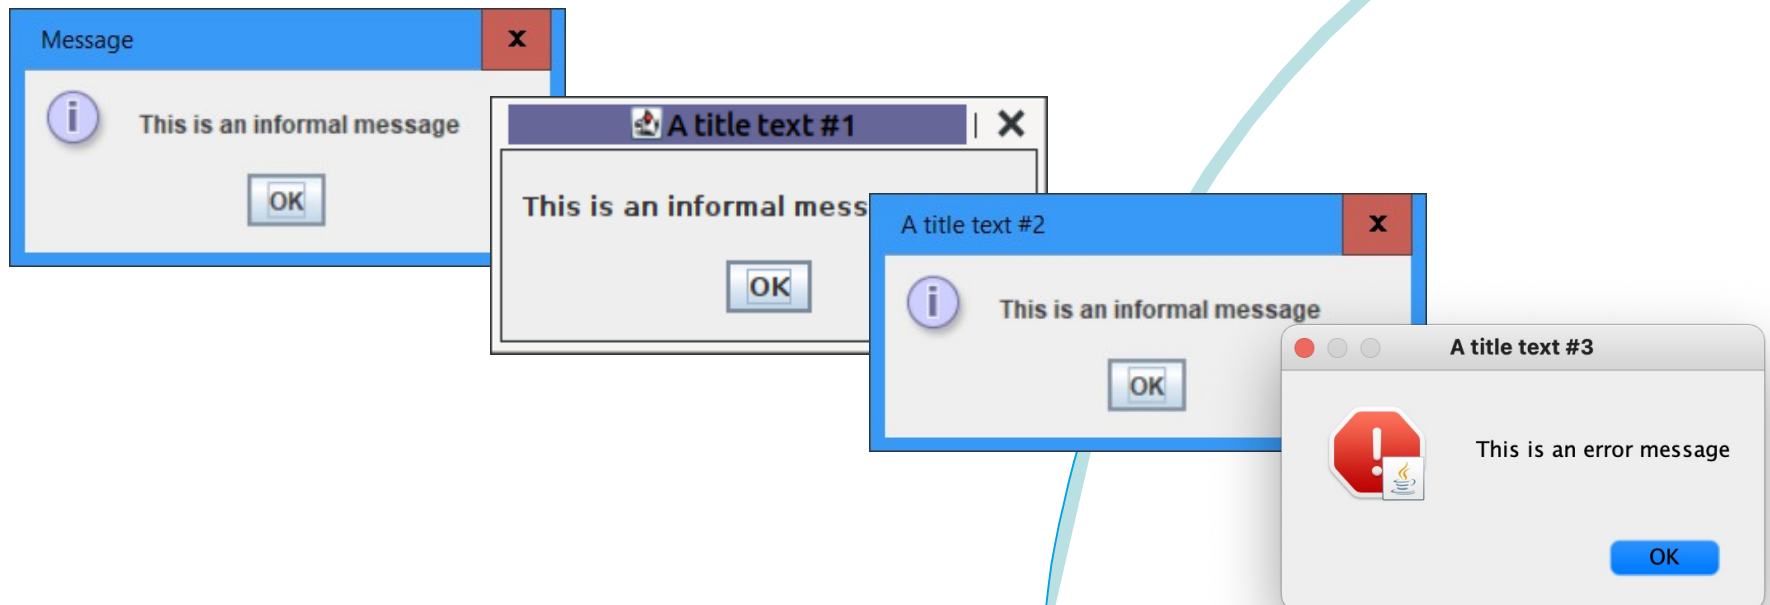 Message
x
This is an informal message
OK
A title text #1
This is an informal mess
OK
A title text #2
x
This is an informal message
OK
A title text #3
This is an error message
OK